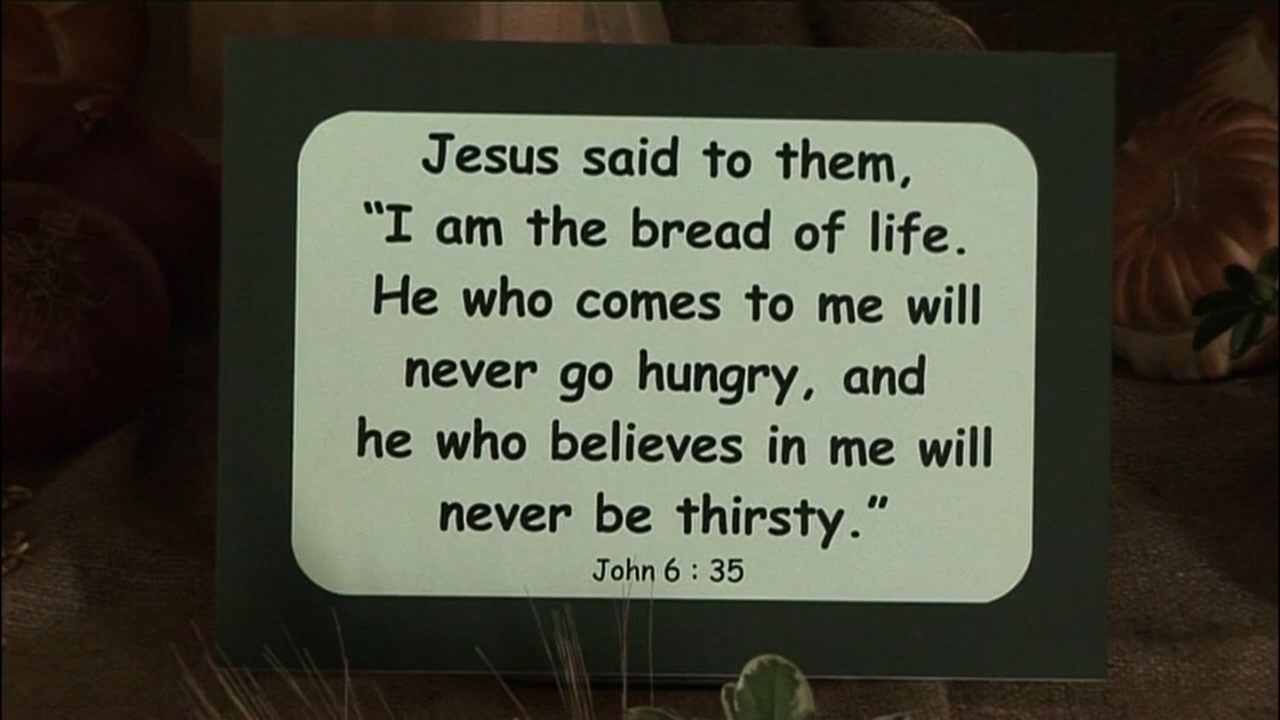 Jesus said to them,
“I am the bread of life.
He who comes to me will
never go hungry, and
he who believes in me will
never be thirsty.”
John 6 : 35